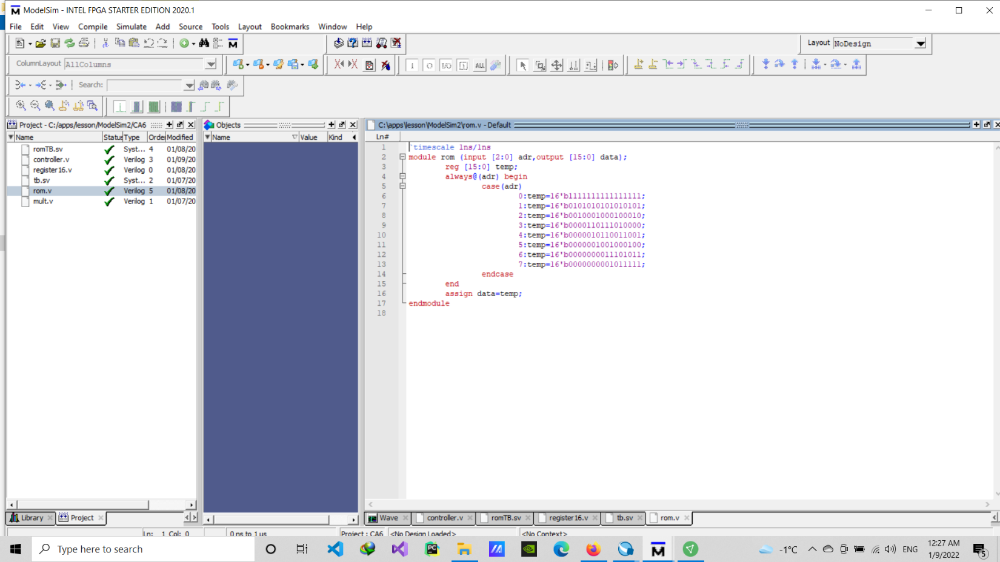 ModelSim - INTEL FPGA STARTER EDITION 2020.1
File Edit View Compile Simulate Add Source Tools Layout Bookmarks Window Help
Layout NoDesign
ColumnLayout AllColumns
ALL
Search:
Project - C:/apps/lesson/ModelSim2/CA6
Name Status Type Orde Modified
romTB.sv Syst... 4 01/08/20
controller.v Verilog 3 01/09/20
register16.v Verilog 0 01/08/20
tb.sv Syst... 2 01/07/20
rom.v Verilog 5 01/08/20
mult.v Verilog 1 01/07/20
Library Project
Objects
Name Value Kind
C:\apps\lesson\ModelSim2\rom.v - Default
Ln#
1 `timescale 1ns/1ns
2 module rom (input [2:0] adr,output [15:0] data);
3 reg [15:0] temp;
4 always@(adr) begin
5 case(adr)
6 0:temp=16'b1111111111111111;
7 1:temp=16'b0101010101010101;
8 2:temp=16'b0010001000100010;
9 3:temp=16'b0000110111010000;
10 4:temp=16'b0000010110011001;
11 5:temp=16'b0000001001000100;
12 6:temp=16'b0000000011101011;
13 7:temp=16'b0000000001011111;
14 endcase
15 end
16 assign data=temp;
17 endmodule
18
Wave controller.v romTB.sv register16.v tb.sv rom.v
Ln: 1 Col: 0 0 ns to 1 us Project : CA6 <No Design Loaded> <No Context>
Type here to search
-1°C ENG 12:27 AM
1/9/2022
5